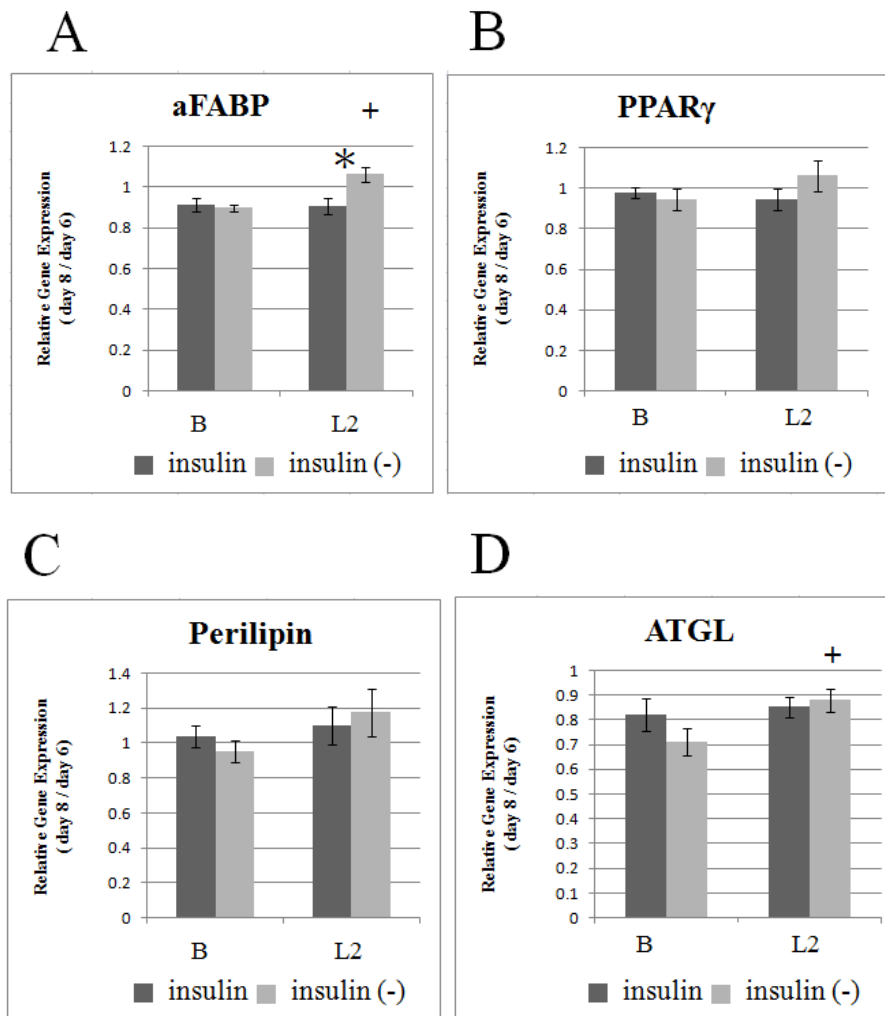 A
aFABP +
Relative Gene Expression
( day 8 / day 6)
1.2
1
0.8
0.6
0.4
0.2
0
*
B L2
insulin insulin (-)
B
PPARγ
Relative Gene Expression
( day 8 / day 6)
1.2
1
0.8
0.6
0.4
0.2
0
B L2
insulin insulin (-)
C
Perilipin
Relative Gene Expression
( day 8 / day 6)
1.4
1.2
1
0.8
0.6
0.4
0.2
0
B L2
insulin insulin (-)
D
ATGL
+
Relative Gene Expression
( day 8 / day 6)
1
0.9
0.8
0.7
0.6
0.5
0.4
0.3
0.2
0.1
0
B L2
insulin insulin (-)